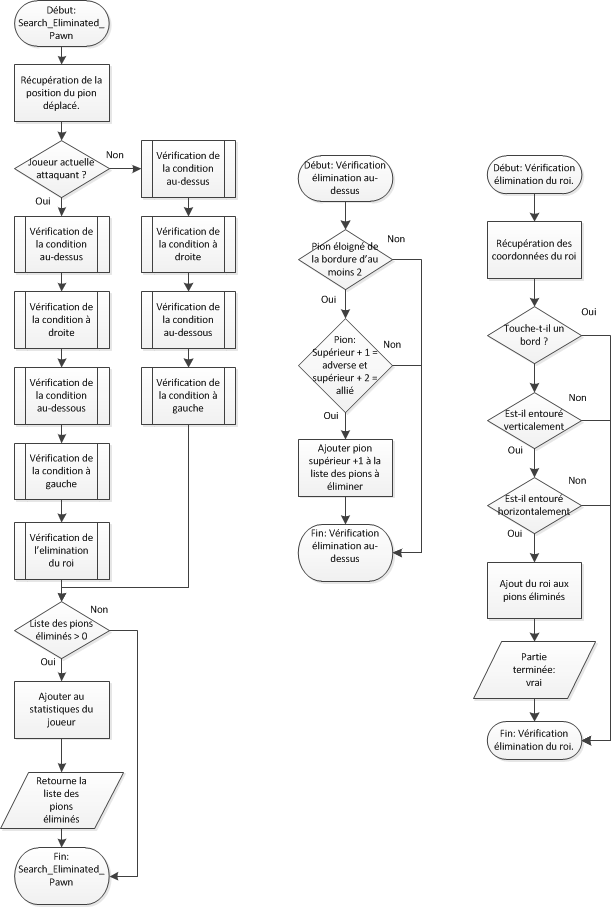 Début:
Search_Eliminated_
Pawn
Récupération de la
position du pion
déplacé.
Joueur actuelle
attaquant ?
Non
Oui
Vérification de
la condition
au-dessus
Vérification de
la condition à
droite
Vérification de
la condition
au-dessous
Vérification de
la condition à
gauche
Vérification de
l'elimination
du roi
Vérification de
la condition
au-dessus
Vérification de
la condition à
droite
Vérification de
la condition
au-dessous
Vérification de
la condition à
gauche
Liste des pions
éliminés > 0
Non
Oui
Ajouter au
statistiques du
joueur
Retourne la
liste des
pions
éliminés
Fin:
Search_Eliminated_
Pawn
Début: Vérification
élimination au-
dessus
Pion éloigné de
la bordure d'au
moins 2
Non
Oui
Pion:
Supérieur + 1 =
adverse et
supérieur + 2 =
allié
Non
Oui
Ajouter pion
supérieur +1 à la
liste des pions à
éliminer
Fin: Vérification
élimination au-
dessus
Début: Vérification
élimination du roi.
Récupération des
coordonnées du roi
Oui
Touche-t-il un
bord ?
Non
Est-il entouré
verticalement
Oui
Non
Est-il entouré
horizontalement
Oui
Ajout du roi aux
pions éliminés
Partie
terminée:
vrai
Fin: Vérification
élimination du roi.